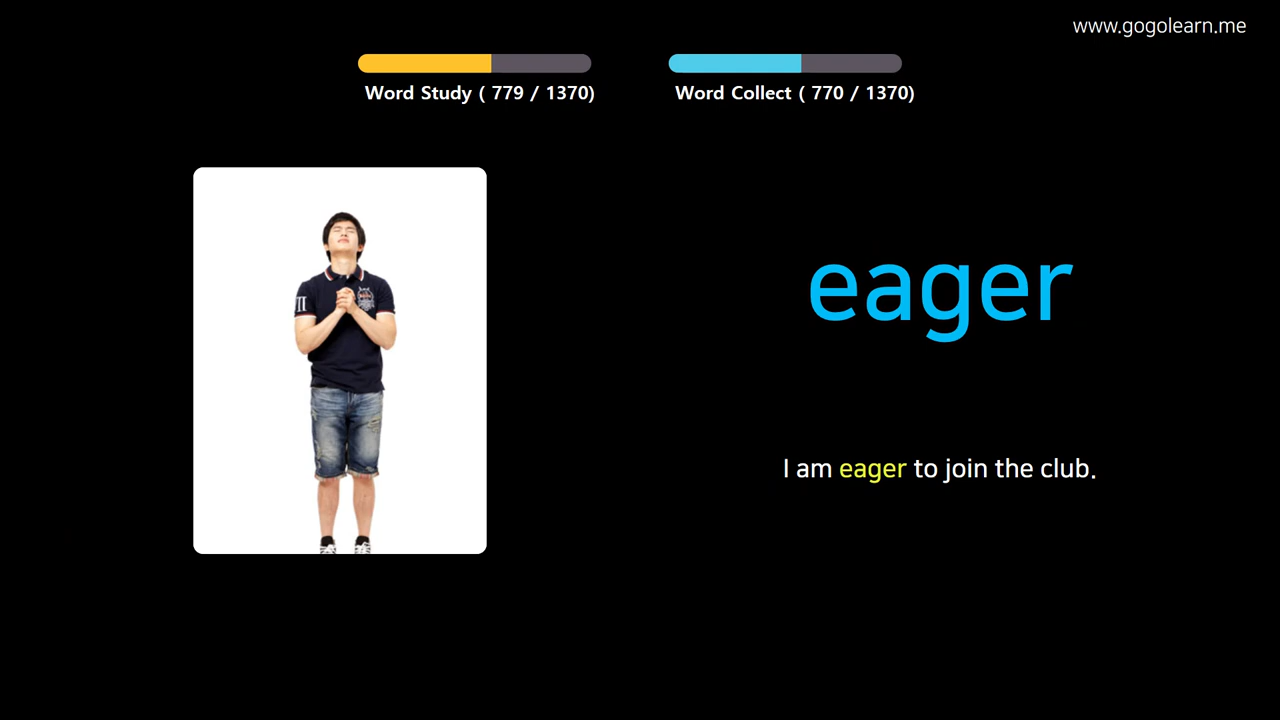 www.gogolearn.me
Word Study ( 779 / 1370)
Word Collect ( 770 / 1370)
eager
I am eager to join the club.